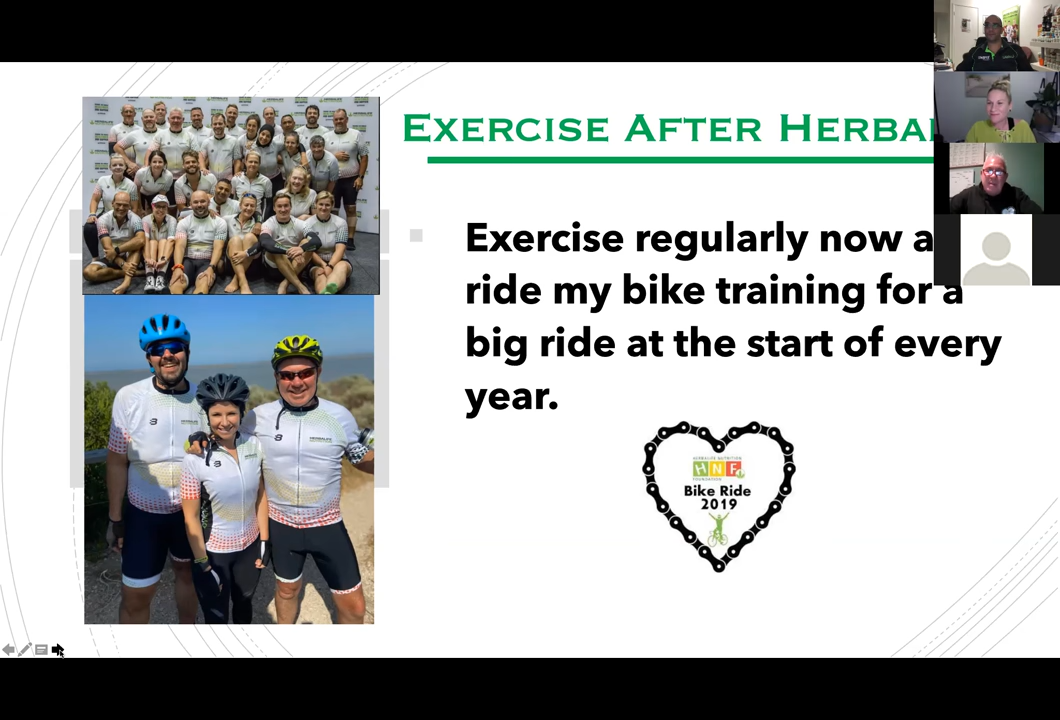 Exercise After Herba
Exercise regularly now a
ride my bike training for a
big ride at the start of every
year.
HERBALIFE NUTRITION
HNF
FOUNDATION
Bike Ride
2019